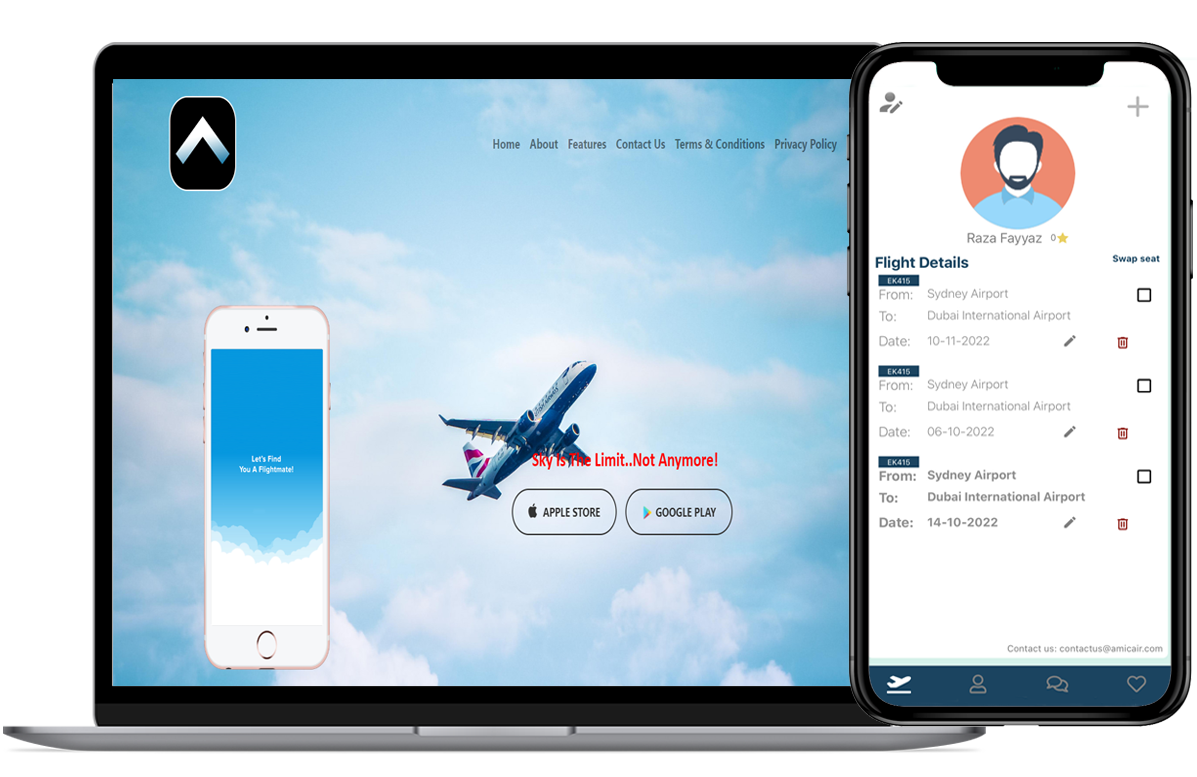 Home About Features Contact Us Terms & Conditions Privacy Policy
Let's Find
You A Flightmate!
Sky Is The Limit..Not Anymore!
APPLE STORE
GOOGLE PLAY
Raza Fayyaz 0
Flight Details
Swap seat
EK415
From: Sydney Airport
To: Dubai International Airport
Date: 10-11-2022
EK415
From: Sydney Airport
To: Dubai International Airport
Date: 06-10-2022
EK415
From: Sydney Airport
To: Dubai International Airport
Date: 14-10-2022
Contact us: contactus@amicair.com